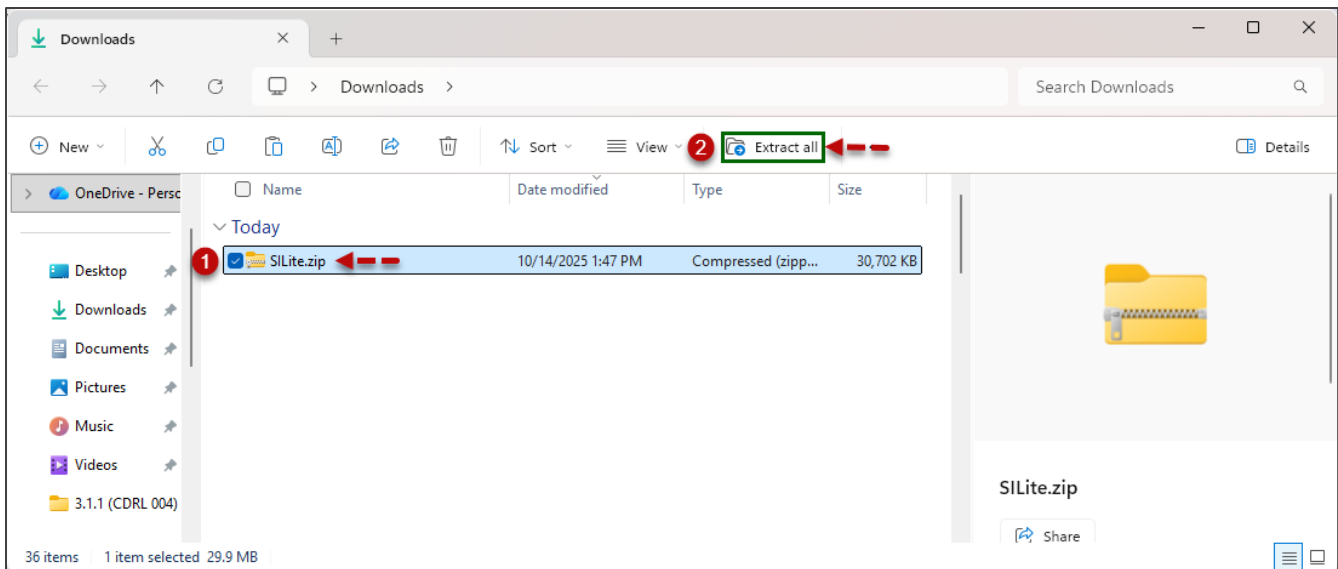 Downloads
Downloads
Search Downloads
New
Sort
View
2
Extract all
Details
OneDrive - Persc
Name
Date modified
Type
Size
Today
1
SILite.zip
10/14/2025 1:47 PM
Compressed (zipp...
30,702 KB
Desktop
Downloads
Documents
Pictures
Music
Videos
3.1.1 (CDRL 004)
SILite.zip
Share
36 items
1 item selected 29.9 MB